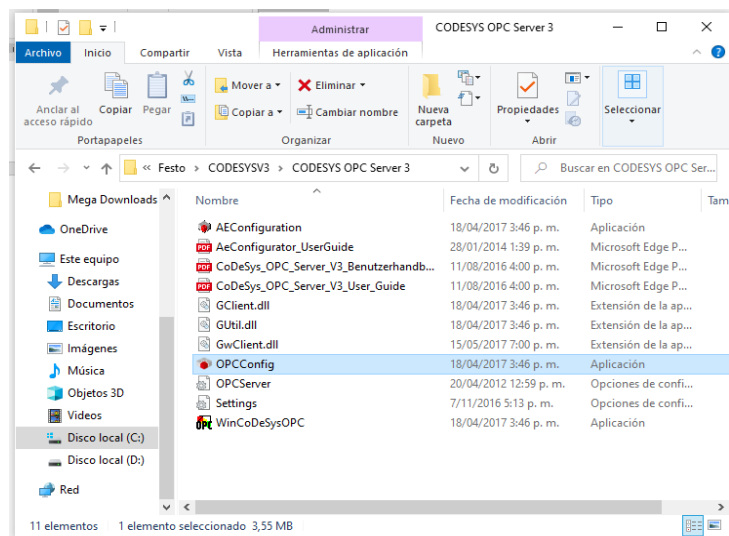 Administrar
CODESYS OPC Server 3
Archivo Inicio Compartir Vista Herramientas de aplicación
Anclar al acceso rápido
Copiar
Pegar
Portapapeles
Mover a
Copiar a
Eliminar
Cambiar nombre
Organizar
Nueva carpeta
Nuevo
Propiedades
Abrir
Seleccionar
« Festo > CODESYSV3 > CODESYS OPC Server 3
Buscar en CODESYS OPC Ser...
Mega Downloads
OneDrive
Este equipo
Descargas
Documentos
Escritorio
Imágenes
Música
Objetos 3D
Videos
Disco local (C:)
Disco local (D:)
Red
Nombre Fecha de modificación Tipo Tam
AEConfiguration 18/04/2017 3:46 p. m. Aplicación
AeConfigurator_UserGuide 28/01/2014 1:39 p. m. Microsoft Edge P...
CoDeSys_OPC_Server_V3_Benutzerhandb... 11/08/2016 4:00 p. m. Microsoft Edge P...
CoDeSys_OPC_Server_V3_User_Guide 11/08/2016 4:00 p. m. Microsoft Edge P...
GClient.dll 18/04/2017 3:46 p. m. Extensión de la ap...
GUtil.dll 18/04/2017 3:46 p. m. Extensión de la ap...
GwClient.dll 15/05/2017 7:00 p. m. Extensión de la ap...
OPCConfig 18/04/2017 3:46 p. m. Aplicación
OPCServer 20/04/2012 12:59 p. m. Opciones de confi...
Settings 7/11/2016 5:13 p. m. Opciones de confi...
WinCoDeSysOPC 18/04/2017 3:46 p. m. Aplicación
11 elementos 1 elemento seleccionado 3,55 MB